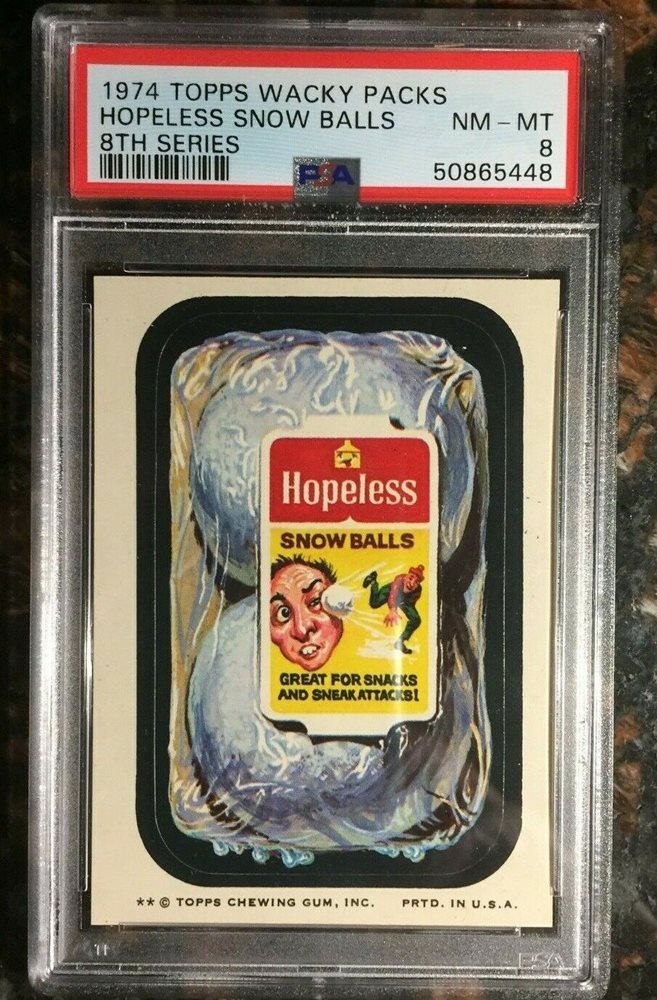 1974 TOPPS WACKY PACKS
HOPELESS SNOW BALLS NM - MT
8TH SERIES 8
PSA 50865448
Hopeless
SNOW BALLS
GREAT FOR SNACKS
AND SNEAK ATTACKS!
** © TOPPS CHEWING GUM, INC. PRTD. IN U.S.A.
PSA